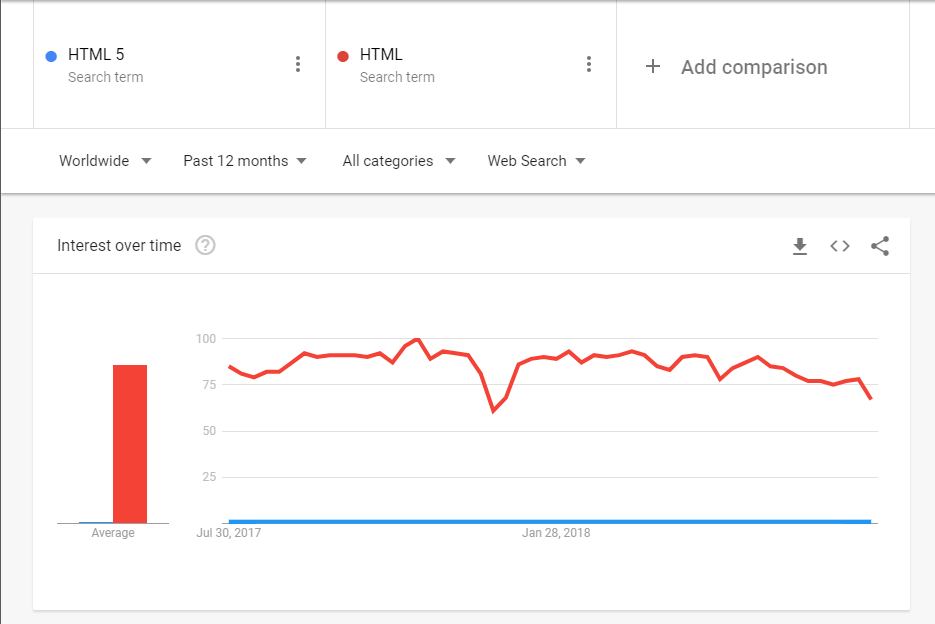 HTML 5
Search term
HTML
Search term
+ Add comparison
Worldwide
Past 12 months
All categories
Web Search
Interest over time ?
100
75
50
25
Average
Jul 30, 2017
Jan 28, 2018